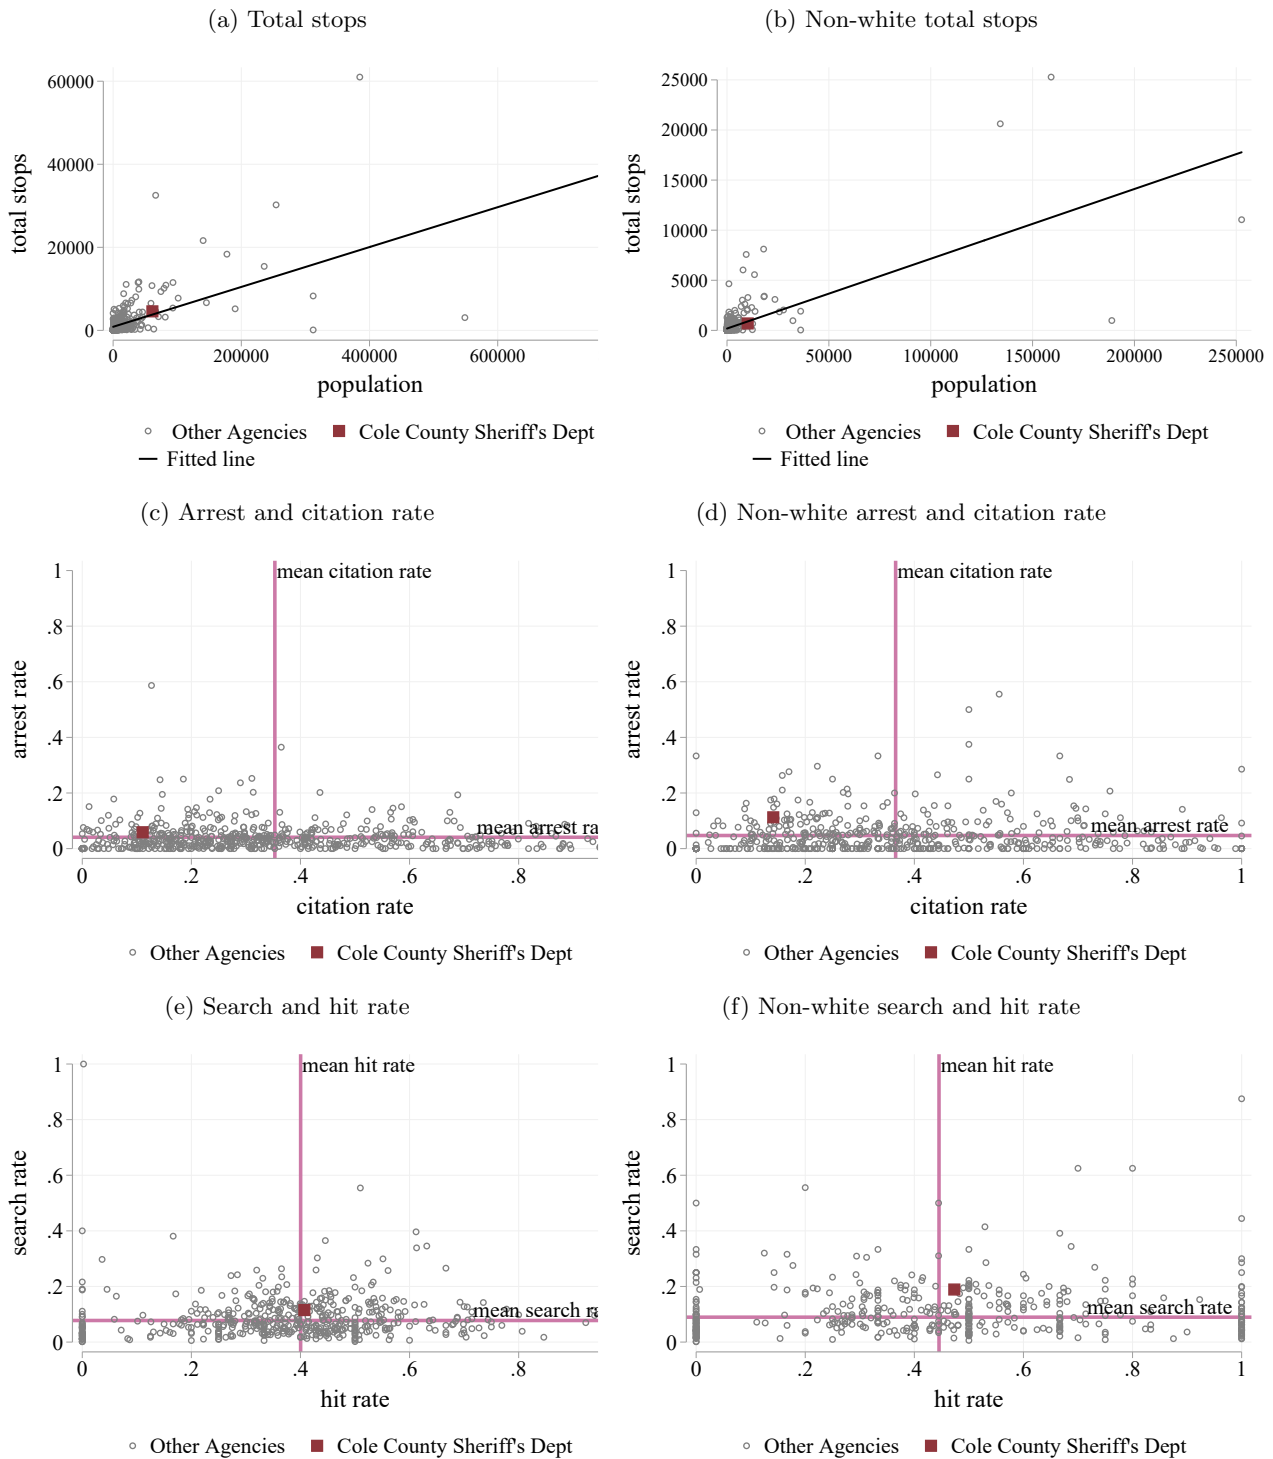 (a) Total stops
(b) Non-white total stops
60000
40000
20000
0
total stops
0 200000 400000 600000
population
Other Agencies Cole County Sheriff's Dept
Fitted line
25000
20000
15000
10000
5000
0
total stops
0 50000 100000 150000 200000 250000
population
Other Agencies Cole County Sheriff's Dept
Fitted line
(c) Arrest and citation rate
(d) Non-white arrest and citation rate
1
.8
.6
.4
.2
0
arrest rate
mean citation rate
mean arrest ra
0 .2 .4 .6 .8
citation rate
Other Agencies Cole County Sheriff's Dept
1
.8
.6
.4
.2
0
arrest rate
mean citation rate
mean arrest rate
0 .2 .4 .6 .8 1
citation rate
Other Agencies Cole County Sheriff's Dept
(e) Search and hit rate
(f) Non-white search and hit rate
1
.8
.6
.4
.2
0
search rate
mean hit rate
mean search ra
0 .2 .4 .6 .8
hit rate
Other Agencies Cole County Sheriff's Dept
1
.8
.6
.4
.2
0
search rate
mean hit rate
mean search rate
0 .2 .4 .6 .8 1
hit rate
Other Agencies Cole County Sheriff's Dept